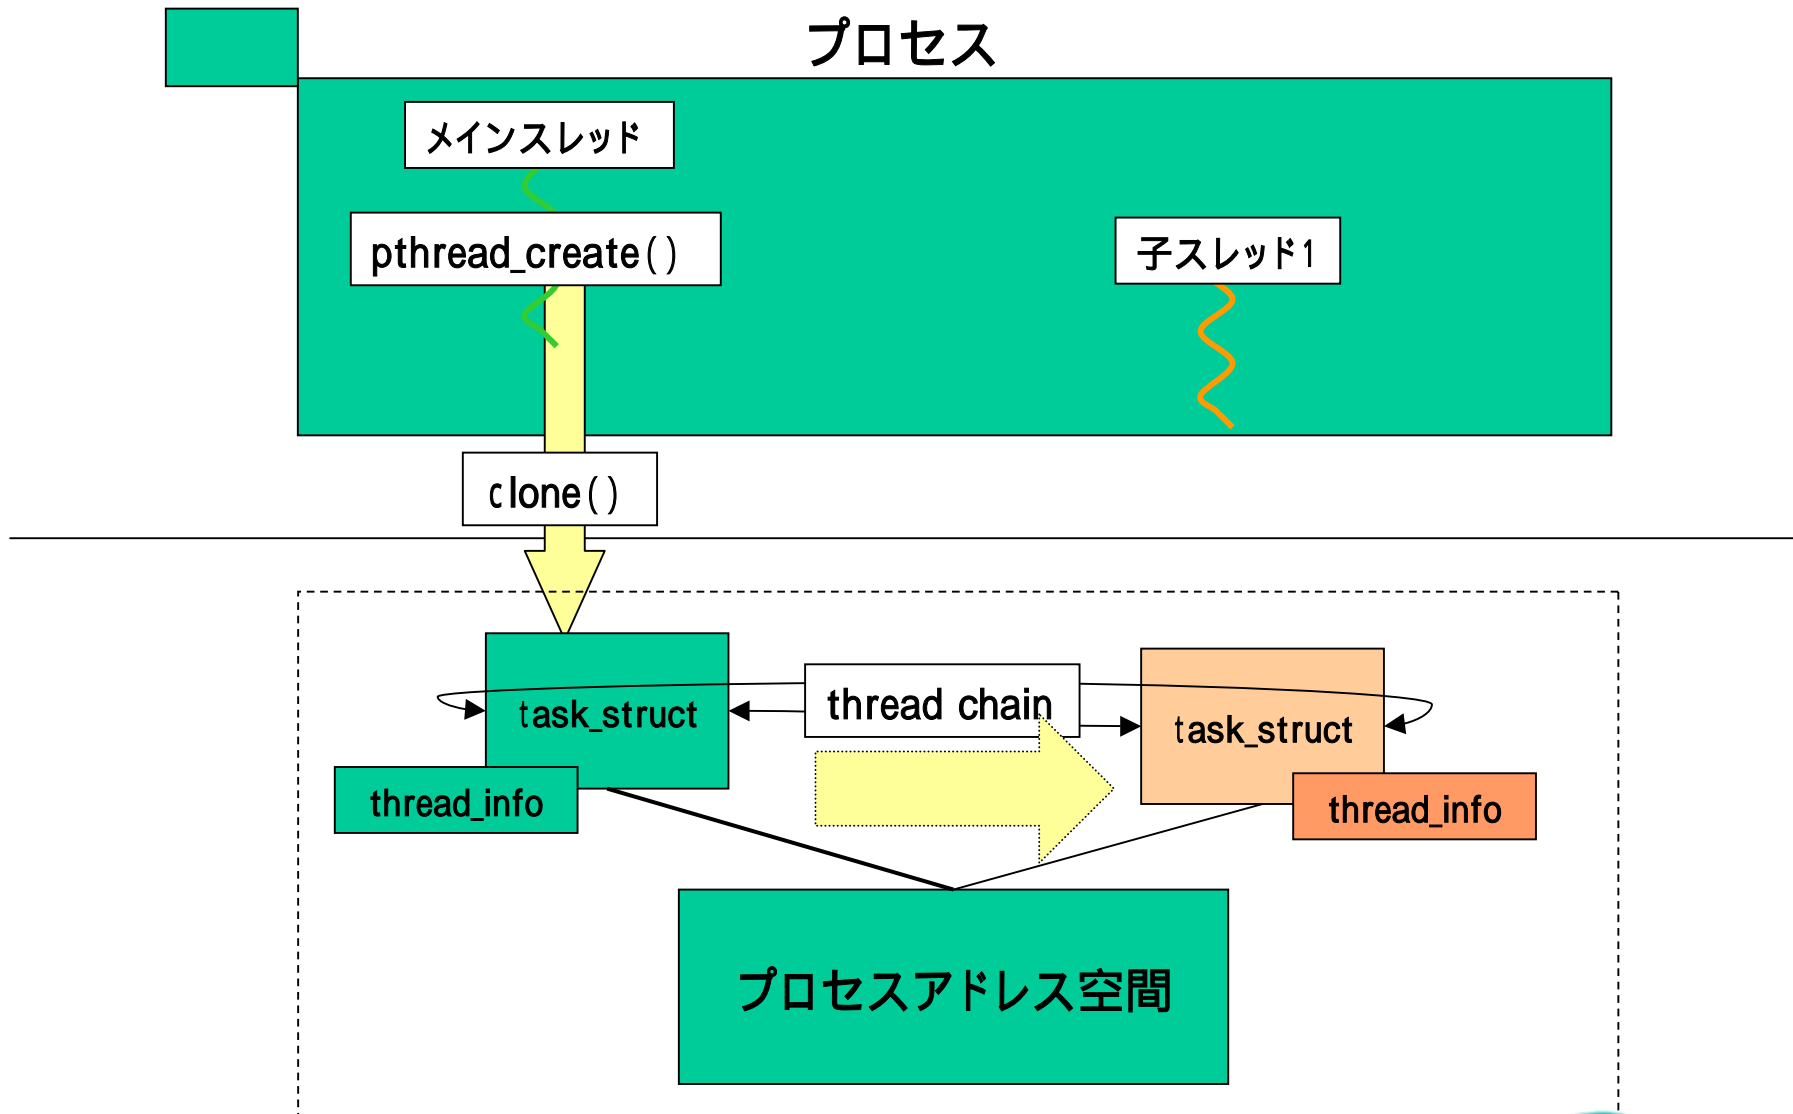 プロセス
メインスレッド
pthread_create()
子スレッド1
clone()
thread chain
task_struct
task_struct
thread_info
thread_info
プロセスアドレス空間